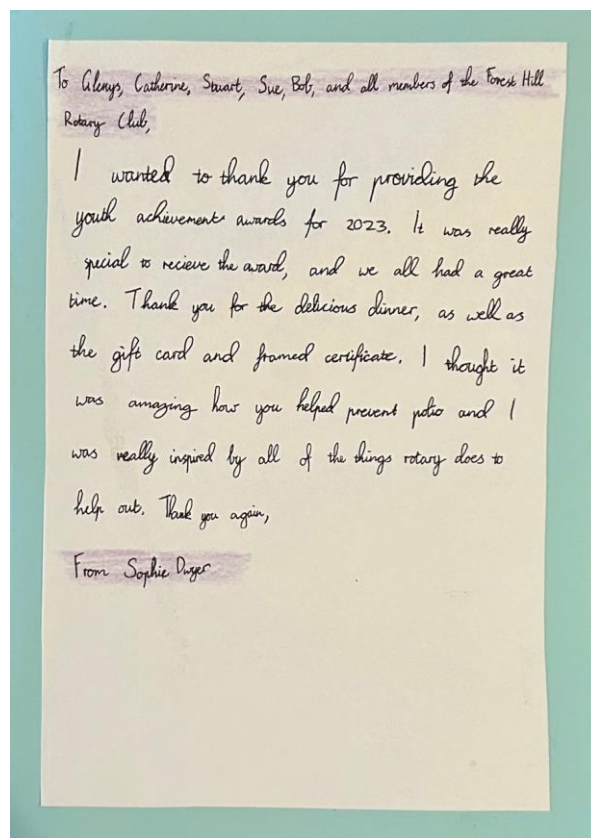 To Glenys, Catherine, Stuart, Sue, Bob, and all members of the Forest Hill
Rotary Club,
I wanted to thank you for providing the
youth achievement awards for 2023. It was really
special to recieve the award, and we all had a great
time. Thank you for the delicious dinner, as well as
the gift card and framed certificate. I thought it
was amazing how you helped prevent polio and I
was really inspired by all of the things rotary does to
help out. Thank you again,
From Sophie Dwyer